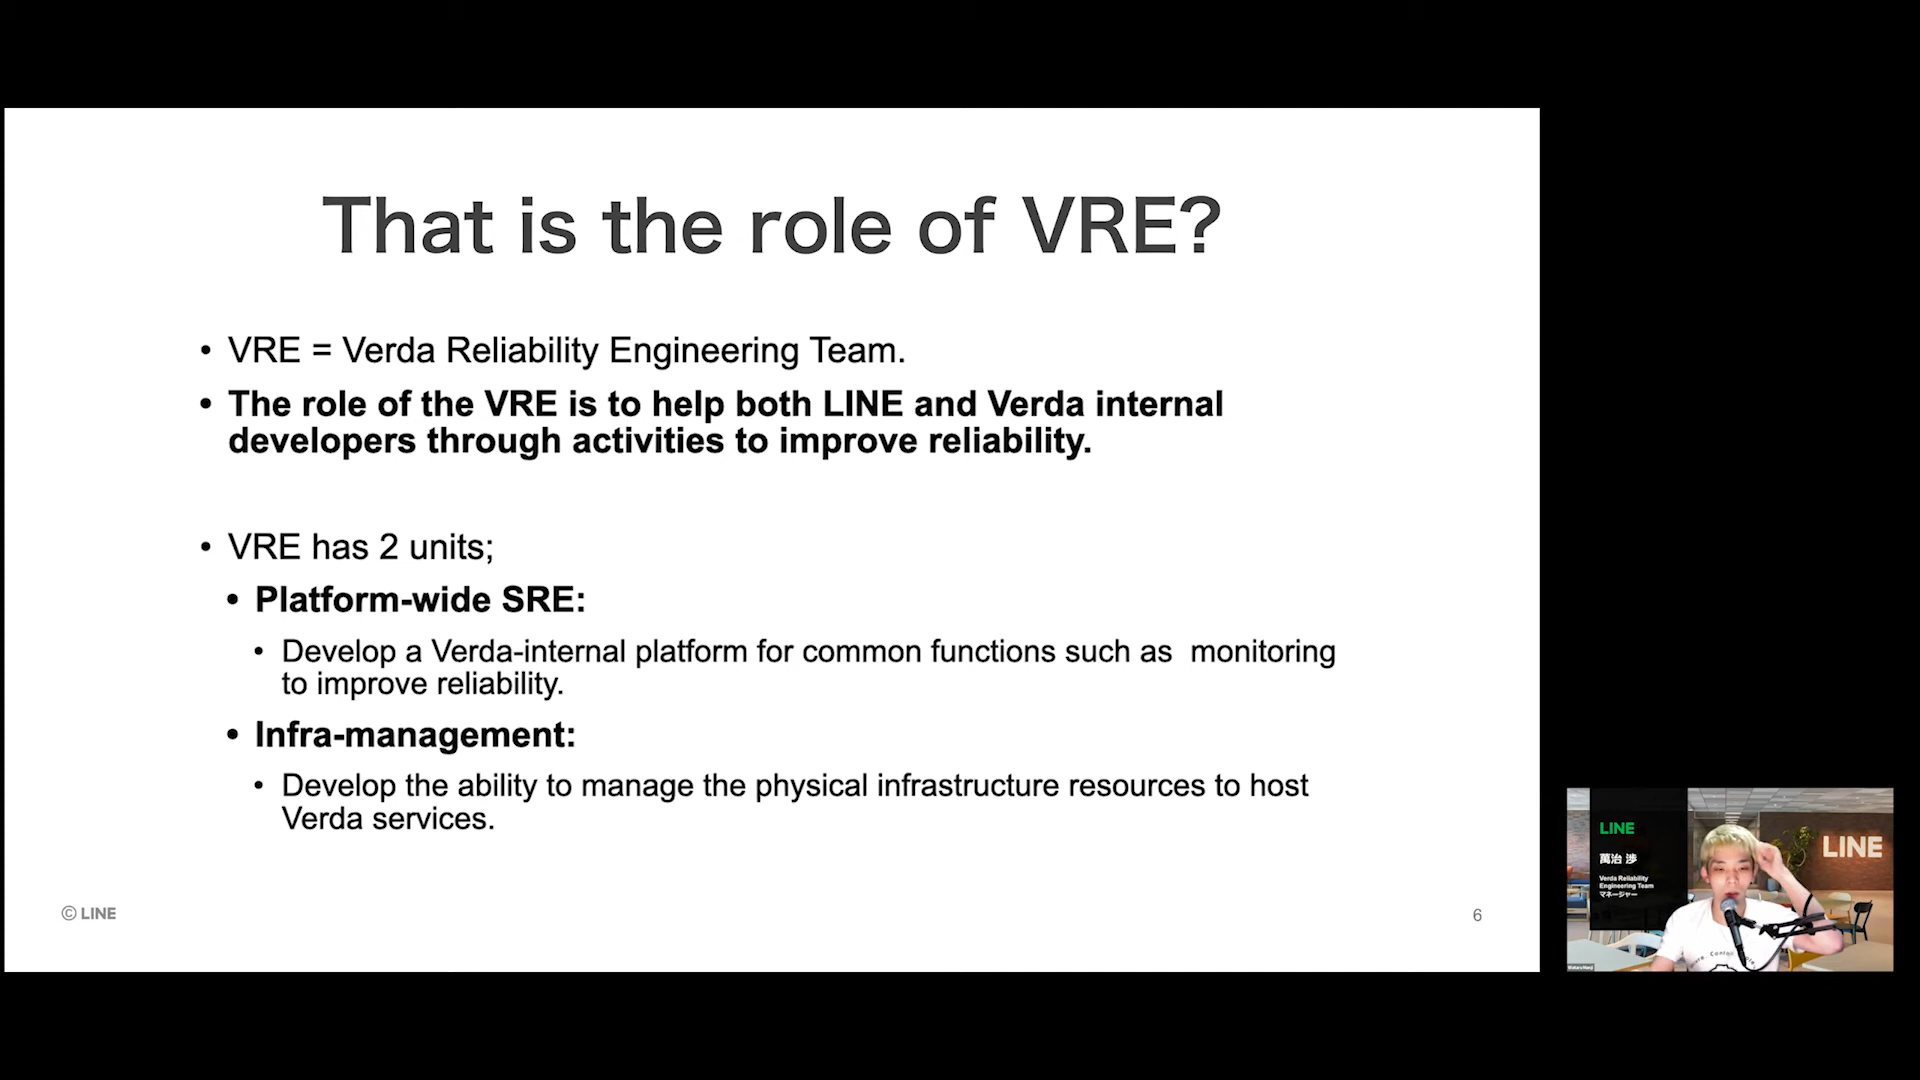 That is the role of VRE?
• VRE = Verda Reliability Engineering Team.
• The role of the VRE is to help both LINE and Verda internal
developers through activities to improve reliability.
• VRE has 2 units;
• Platform-wide SRE:
• Develop a Verda-internal platform for common functions such as monitoring
to improve reliability.
• Infra-management:
• Develop the ability to manage the physical infrastructure resources to host
Verda services.
© LINE
6
LINE
萬治 渉
Verda Reliability
Engineering Team
マネージャー
LINE